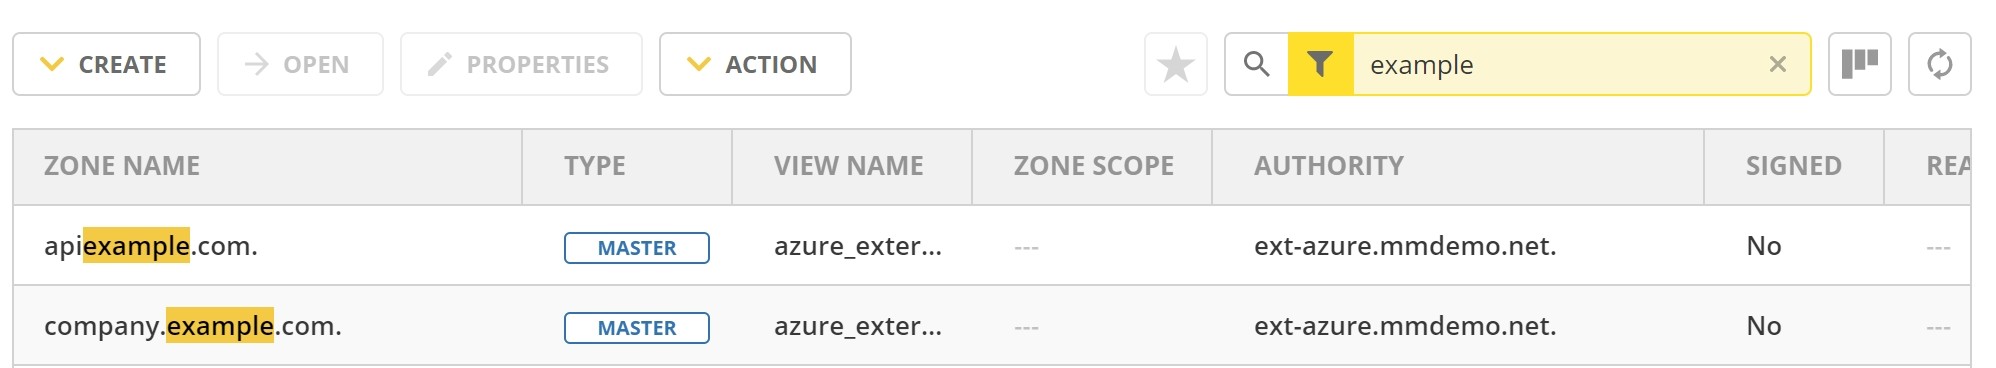 CREATE OPEN PROPERTIES ACTION example
ZONE NAME TYPE VIEW NAME ZONE SCOPE AUTHORITY SIGNED REA
apiexample.com. MASTER azure_exter... --- ext-azure.mmdemo.net. No ---
company.example.com. MASTER azure_exter... --- ext-azure.mmdemo.net. No ---